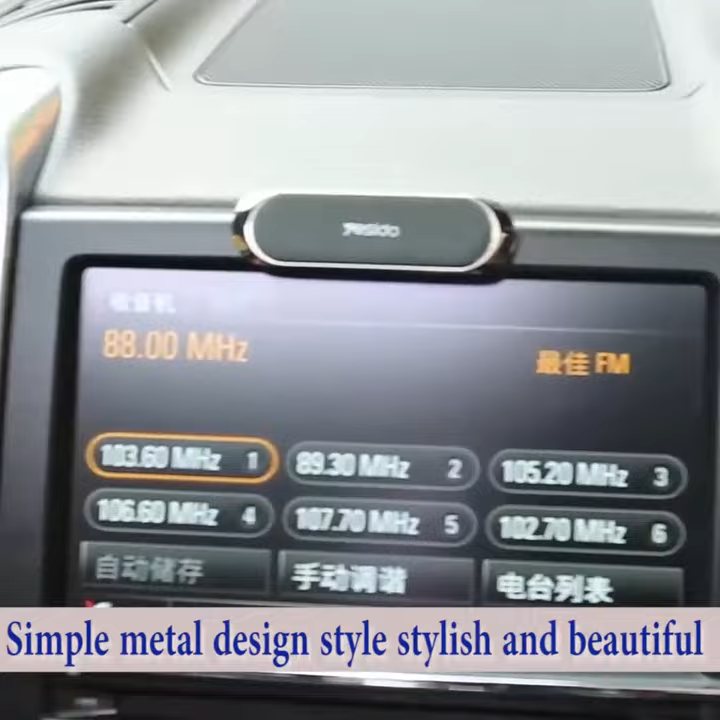 Yesido
收音机
88.00 MHz
最佳 FM
103.60 MHz 1
89.30 MHz 2
105.20 MHz 3
106.60 MHz 4
107.70 MHz 5
102.70 MHz 6
自动储存
手动调谐
电台列表
Simple metal design style stylish and beautiful